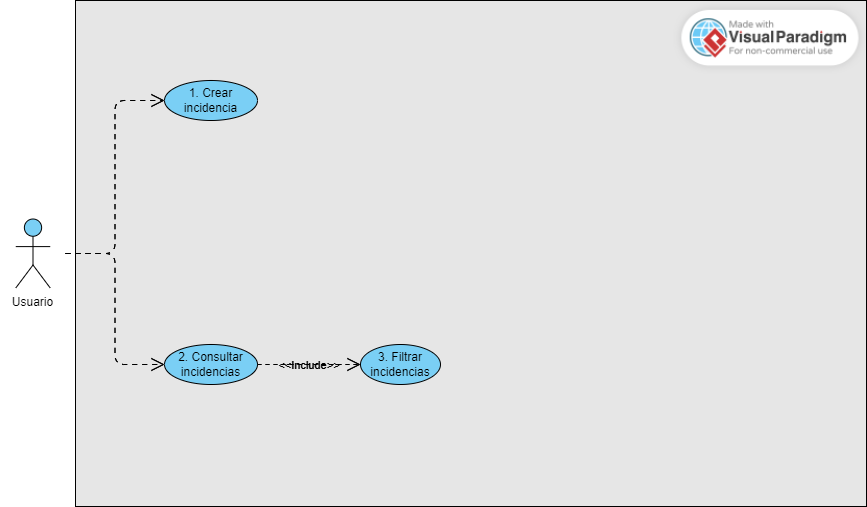 Made with
Visual Paradigm
For non-commercial use
1. Crear
incidencia
Usuario
2. Consultar
incidencias
<<Include>>
3. Filtrar
incidencias